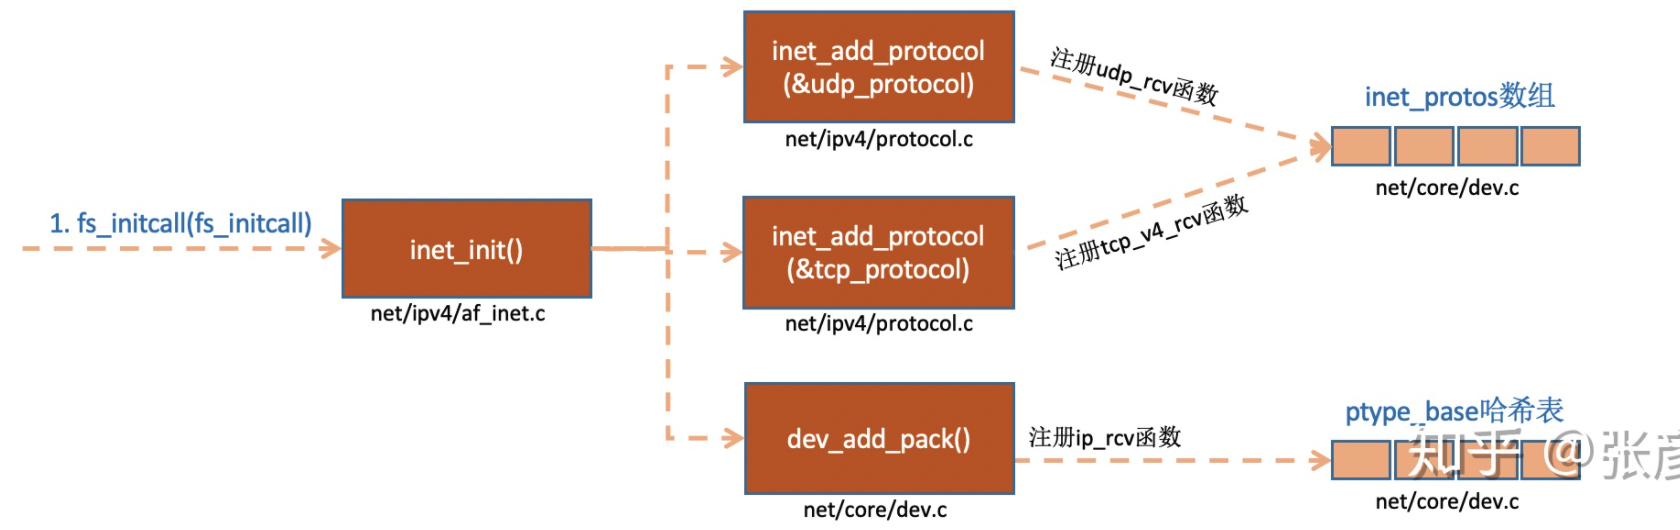 1. fs_initcall(fs_initcall)
inet_init()
net/ipv4/af_inet.c
inet_add_protocol
(&udp_protocol)
net/ipv4/protocol.c
注册udp_rcv函数
inet_add_protocol
(&tcp_protocol)
net/ipv4/protocol.c
注册tcp_v4_rcv函数
inet_protos数组
net/core/dev.c
dev_add_pack()
net/core/dev.c
注册ip_rcv函数
ptype_base哈希表
知乎 @张彦
net/core/dev.c